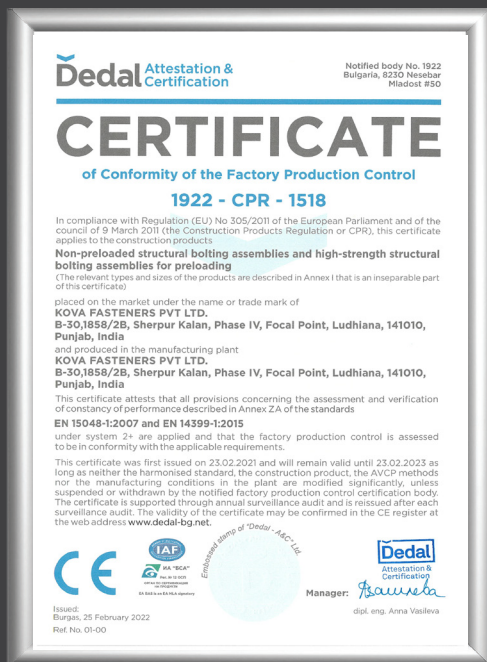 Dedal Attestation &
Certification
Notified body No. 1922
Bulgaria, 8230 Nesebar
Mladost #50
CERTIFICATE
of Conformity of the Factory Production Control
1922 - CPR - 1518
In compliance with Regulation (EU) No 305/2011 of the European Parliament and of the
council of 9 March 2011 (the Construction Products Regulation or CPR), this certificate
applies to the construction products
Non-preloaded structural bolting assemblies and high-strength structural
bolting assemblies for preloading
(The relevant types and sizes of the products are described in Annex I that is an inseparable part
of this certificate)
placed on the market under the name or trade mark of
KOVA FASTENERS PVT LTD.
B-30,1858/2B, Sherpur Kalan, Phase IV, Focal Point, Ludhiana, 141010,
Punjab, India
and produced in the manufacturing plant
KOVA FASTENERS PVT LTD.
B-30,1858/2B, Sherpur Kalan, Phase IV, Focal Point, Ludhiana, 141010,
Punjab, India
This certificate attests that all provisions concerning the assessment and verification
of constancy of performance described in Annex ZA of the standards
EN 15048-1:2007 and EN 14399-1:2015
under system 2+ are applied and that the factory production control is assessed
to be in conformity with the applicable requirements.
This certificate was first issued on 23.02.2021 and will remain valid until 23.02.2023 as
long as neither the harmonised standard, the construction product, the AVCP methods
nor the manufacturing conditions in the plant are modified significantly, unless
suspended or withdrawn by the notified factory production control certification body.
The certificate is supported through annual surveillance audit and is reissued after each
surveillance audit. The validity of the certificate may be confirmed in the CE register at
the web address www.dedal-bg.net.
CE
IAF
ИА "БСА"
Embossed stamp of "Dedal - A&C" Ltd.
Dedal
Attestation &
Certification
Manager:
dipl. eng. Anna Vasileva
Issued:
Burgas, 25 February 2022
Ref. No. 01-00